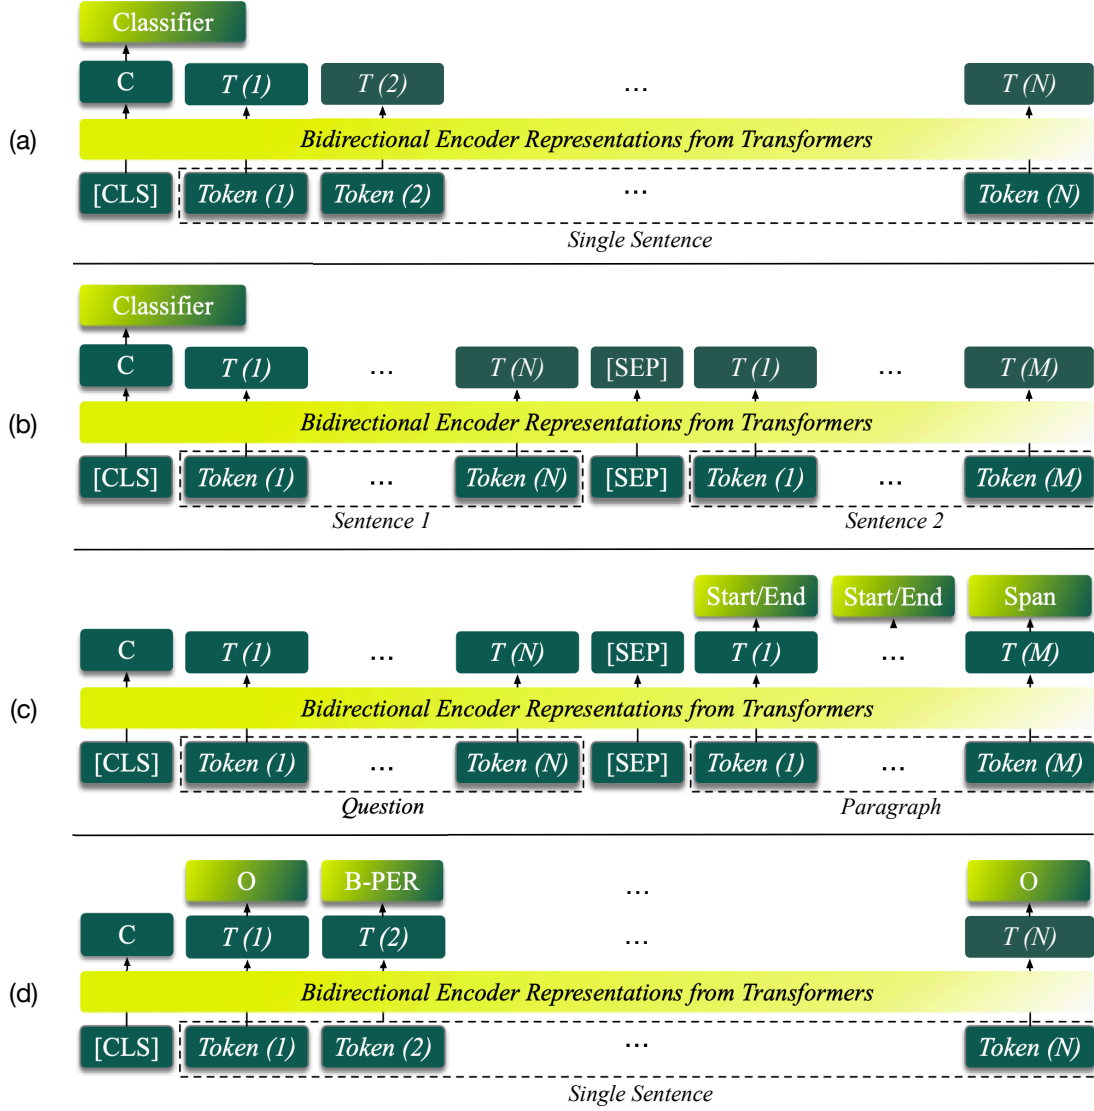 Classifier
C T (1) T (2) ... T (N)
(a) Bidirectional Encoder Representations from Transformers
[CLS] Token (1) Token (2) ... Token (N)
Single Sentence
Classifier
C T (1) ... T (N) [SEP] T (1) ... T (M)
(b) Bidirectional Encoder Representations from Transformers
[CLS] Token (1) ... Token (N) [SEP] Token (1) ... Token (M)
Sentence 1 Sentence 2
Start/End Start/End Span
C T (1) ... T (N) [SEP] T (1) ... T (M)
(c) Bidirectional Encoder Representations from Transformers
[CLS] Token (1) ... Token (N) [SEP] Token (1) ... Token (M)
Question Paragraph
O B-PER ... O
C T (1) T (2) ... T (N)
(d) Bidirectional Encoder Representations from Transformers
[CLS] Token (1) Token (2) ... Token (N)
Single Sentence